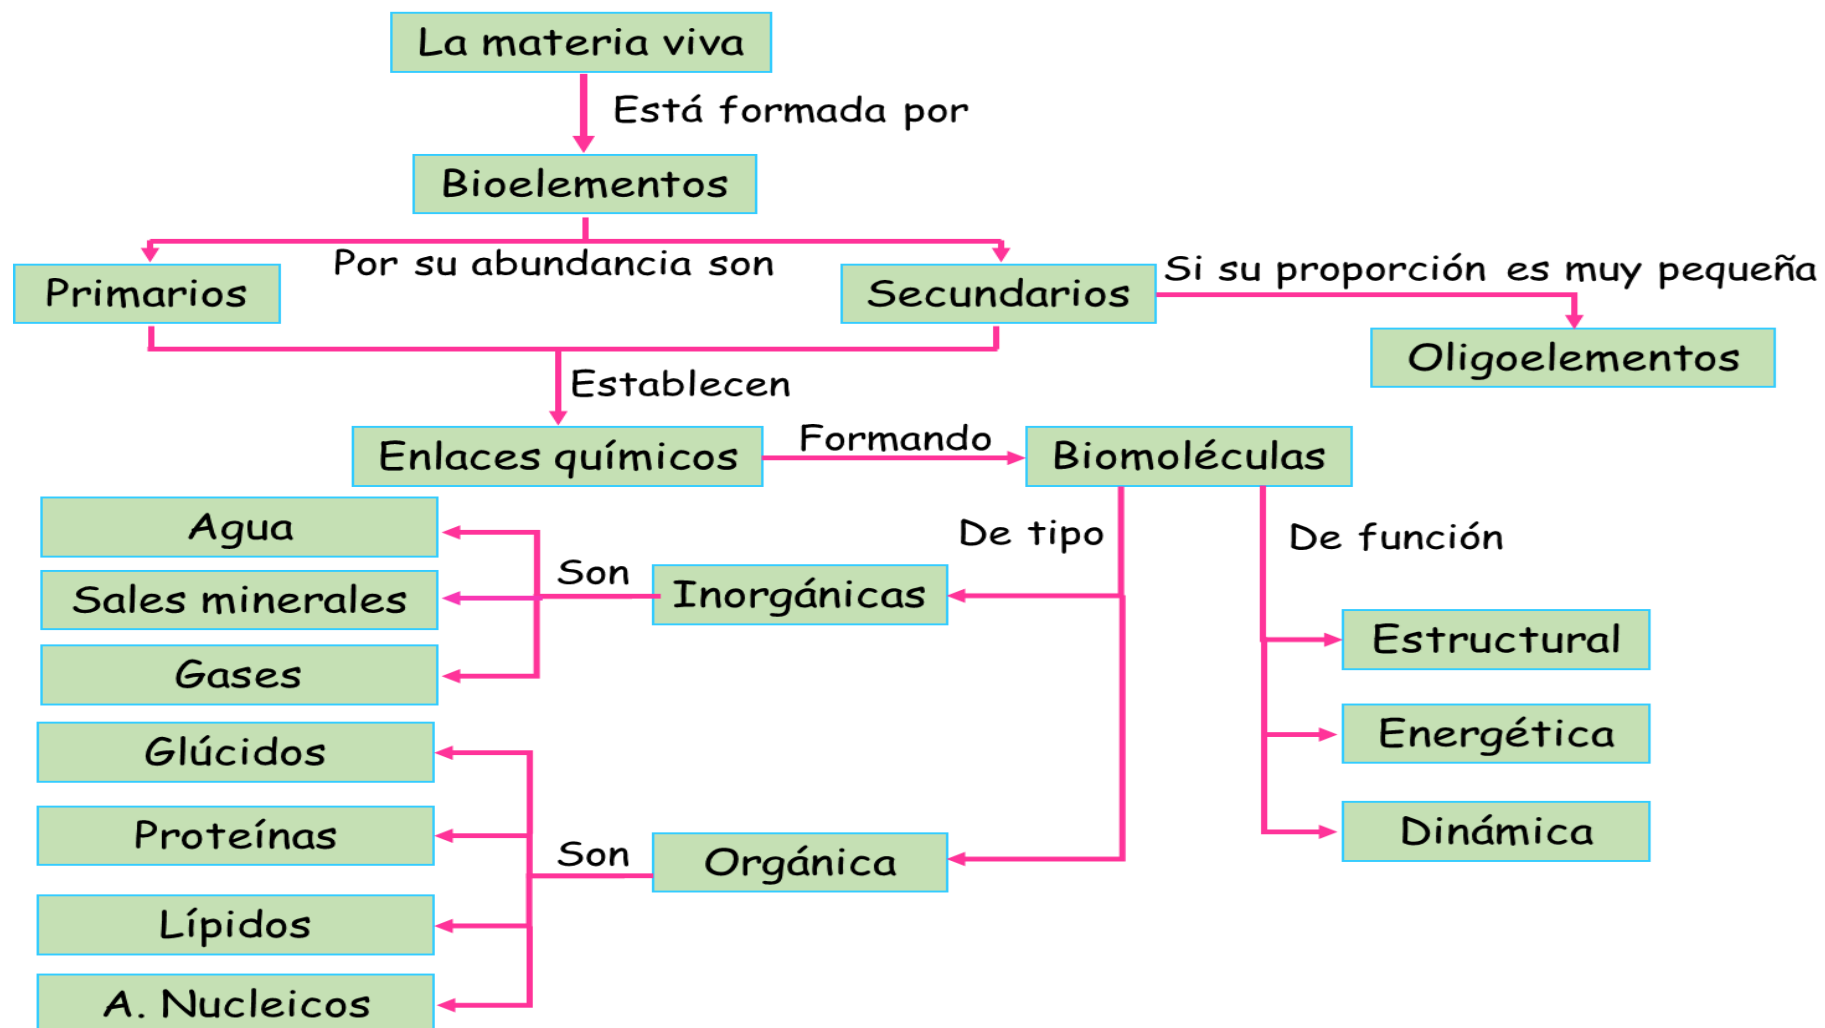 La materia viva
Está formada por
Bioelementos
Por su abundancia son
Primarios
Secundarios
Si su proporción es muy pequeña
Oligoelementos
Establecen
Enlaces químicos
Formando
Biomoléculas
De tipo
De función
Agua
Sales minerales
Gases
Son
Inorgánicas
Estructural
Energética
Dinámica
Glúcidos
Proteínas
Lípidos
A. Nucleicos
Son
Orgánica